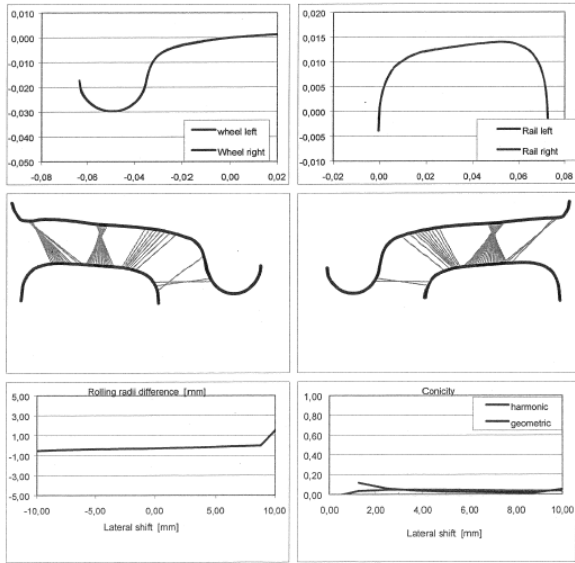 0,010
0,000
-0,010
-0,020
-0,030
-0,040
-0,050
-0,08 -0,06 -0,04 -0,02 0,00 0,02
wheel left
Wheel right
0,020
0,015
0,010
0,005
0,000
-0,005
-0,010
-0,02 0,00 0,02 0,04 0,06 0,08
Rail left
Rail right
Rolling radii difference [mm]
5,00
3,00
1,00
-1,00
-3,00
-5,00
-10,00 -5,00 0,00 5,00 10,00
Lateral shift [mm]
Conicity
1,00
0,80
0,60
0,40
0,20
0,00
0,00 2,00 4,00 6,00 8,00 10,00
harmonic
geometric
Lateral shift [mm]